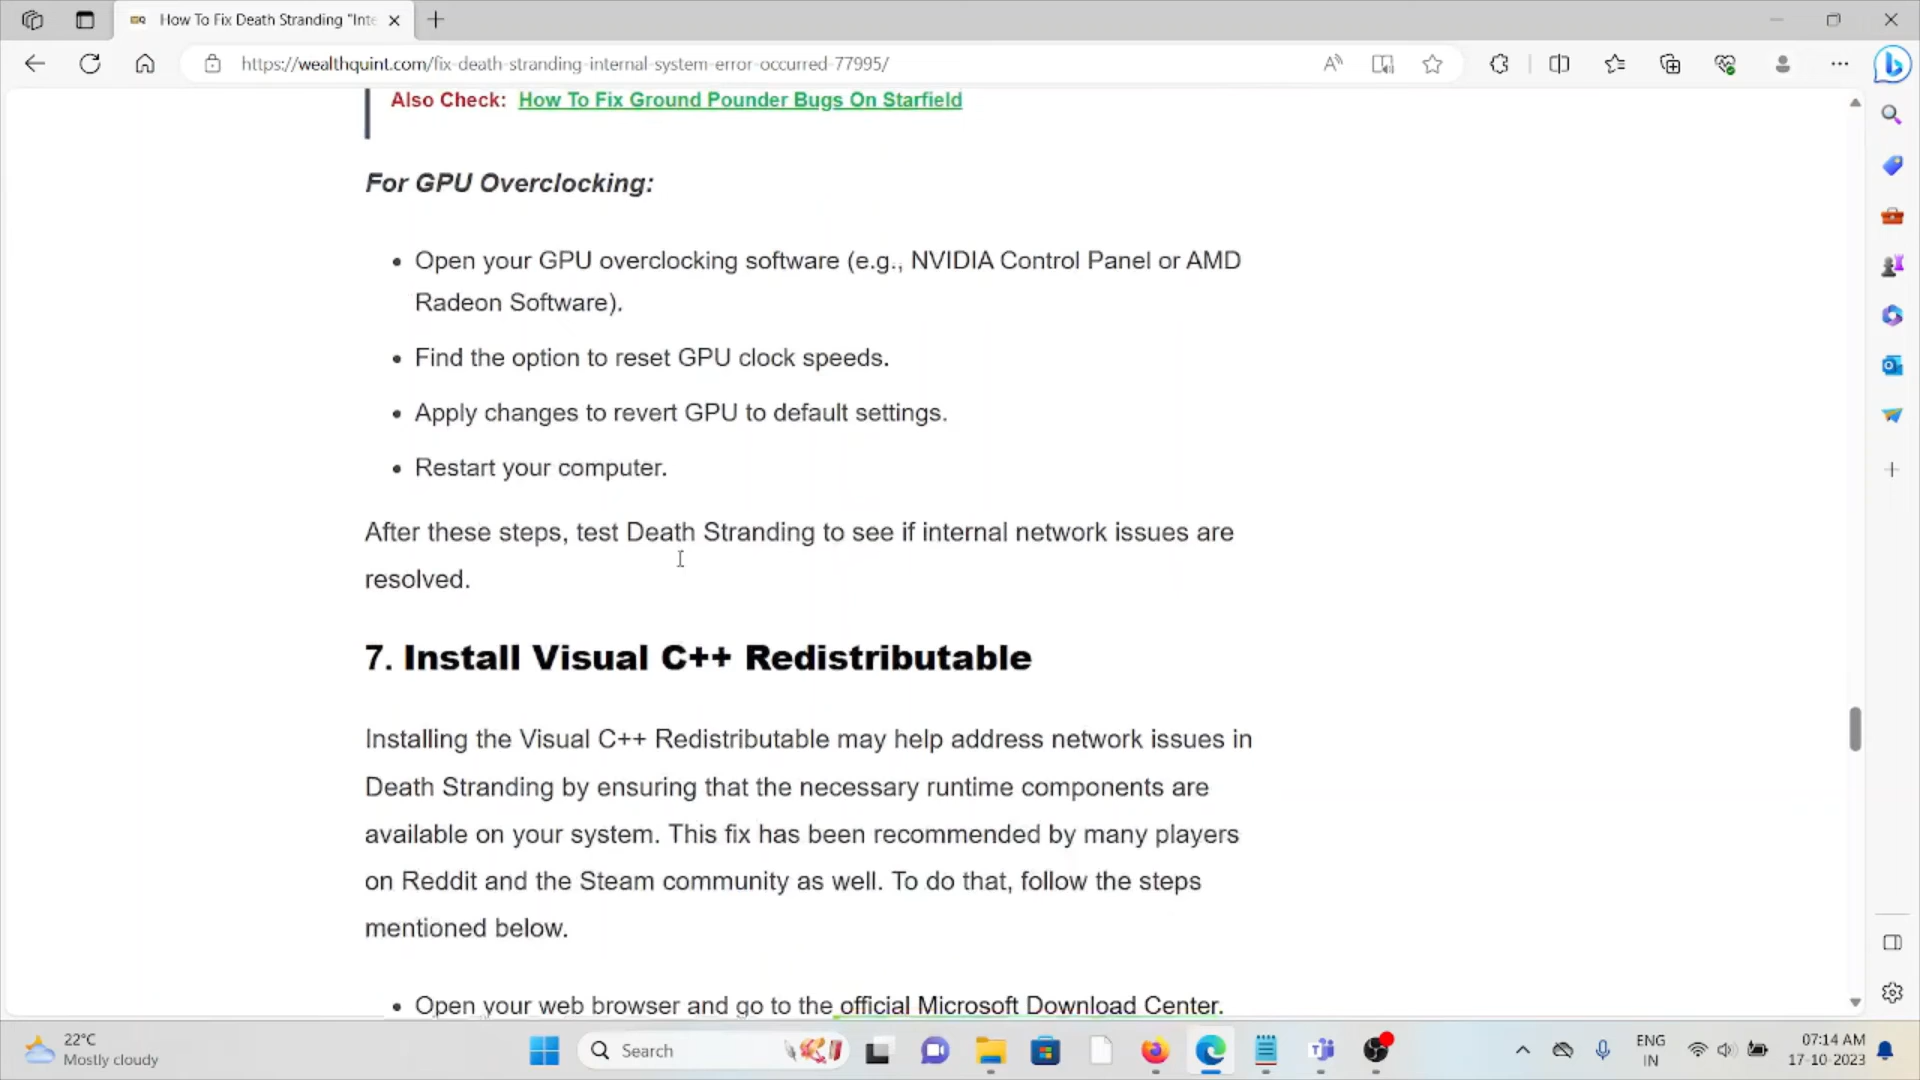 How To Fix Death Stranding "Inte
https://wealthquint.com/fix-death-stranding-internal-system-error-occurred-77995/
Also Check: How To Fix Ground Pounder Bugs On Starfield
For GPU Overclocking:
• Open your GPU overclocking software (e.g., NVIDIA Control Panel or AMD
Radeon Software).
• Find the option to reset GPU clock speeds.
• Apply changes to revert GPU to default settings.
• Restart your computer.
After these steps, test Death Stranding to see if internal network issues are
resolved.
7. Install Visual C++ Redistributable
Installing the Visual C++ Redistributable may help address network issues in
Death Stranding by ensuring that the necessary runtime components are
available on your system. This fix has been recommended by many players
on Reddit and the Steam community as well. To do that, follow the steps
mentioned below.
• Open your web browser and go to the official Microsoft Download Center.
22°C
Mostly cloudy
Search
ENG
IN
07:14 AM
17-10-2023